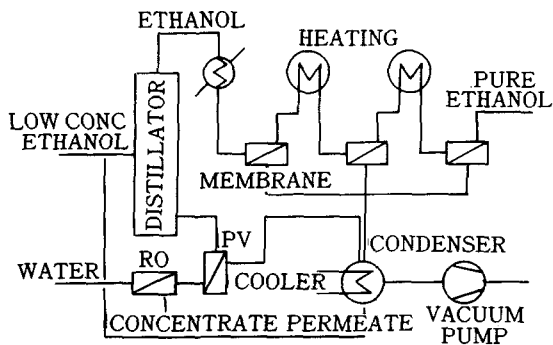 ETHANOL
HEATING
PURE
ETHANOL
LOW CONC
ETHANOL
DISTILLATOR
MEMBRANE
PV
CONDENSER
RO
WATER
COOLER
CONCENTRATE PERMEATE
VACUUM
PUMP